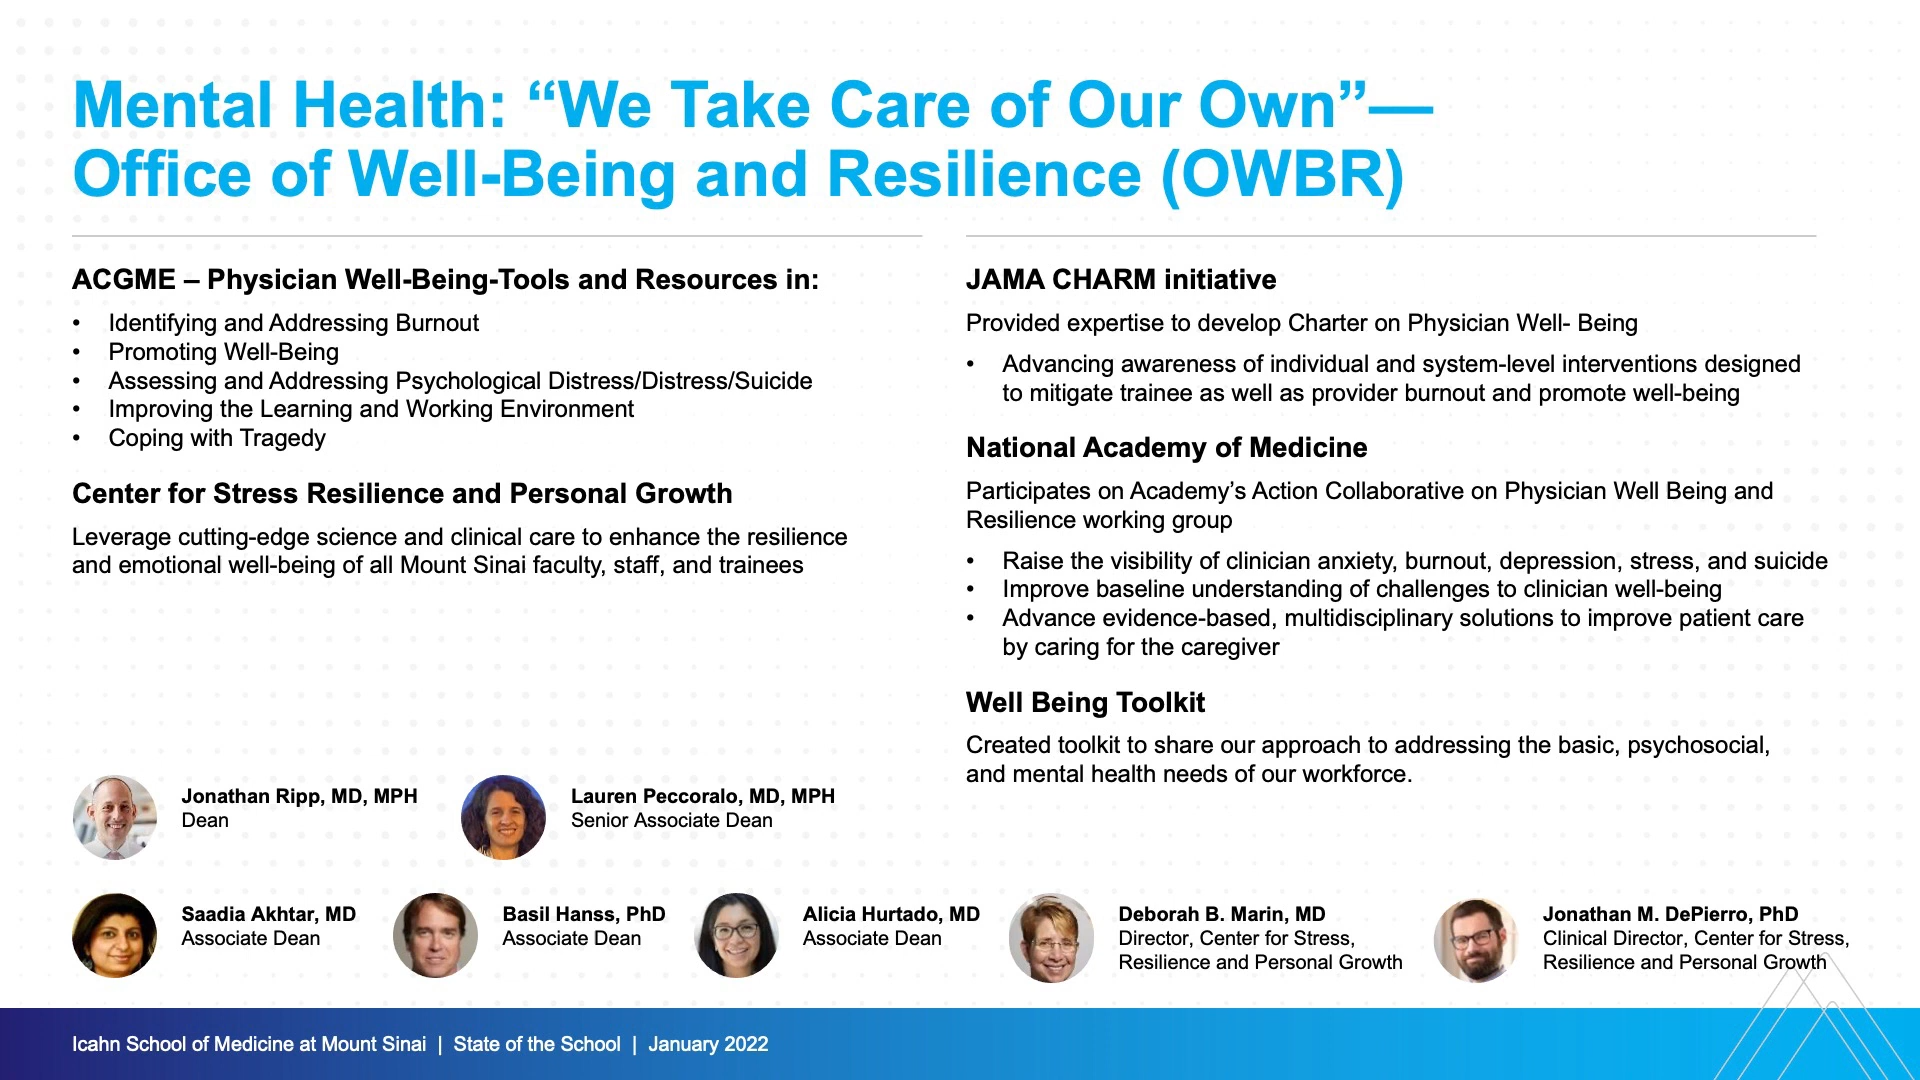 Mental Health: “We Take Care of Our Own”—
Office of Well-Being and Resilience (OWBR)
ACGME – Physician Well-Being-Tools and Resources in:
• Identifying and Addressing Burnout
• Promoting Well-Being
• Assessing and Addressing Psychological Distress/Distress/Suicide
• Improving the Learning and Working Environment
• Coping with Tragedy
Center for Stress Resilience and Personal Growth
Leverage cutting-edge science and clinical care to enhance the resilience
and emotional well-being of all Mount Sinai faculty, staff, and trainees
JAMA CHARM initiative
Provided expertise to develop Charter on Physician Well- Being
• Advancing awareness of individual and system-level interventions designed
to mitigate trainee as well as provider burnout and promote well-being
National Academy of Medicine
Participates on Academy’s Action Collaborative on Physician Well Being and
Resilience working group
• Raise the visibility of clinician anxiety, burnout, depression, stress, and suicide
• Improve baseline understanding of challenges to clinician well-being
• Advance evidence-based, multidisciplinary solutions to improve patient care
by caring for the caregiver
Well Being Toolkit
Created toolkit to share our approach to addressing the basic, psychosocial,
and mental health needs of our workforce.
Jonathan Ripp, MD, MPH
Dean
Lauren Peccoralo, MD, MPH
Senior Associate Dean
Saadia Akhtar, MD
Associate Dean
Basil Hanss, PhD
Associate Dean
Alicia Hurtado, MD
Associate Dean
Deborah B. Marin, MD
Director, Center for Stress,
Resilience and Personal Growth
Jonathan M. DePierro, PhD
Clinical Director, Center for Stress,
Resilience and Personal Growth
Icahn School of Medicine at Mount Sinai | State of the School | January 2022